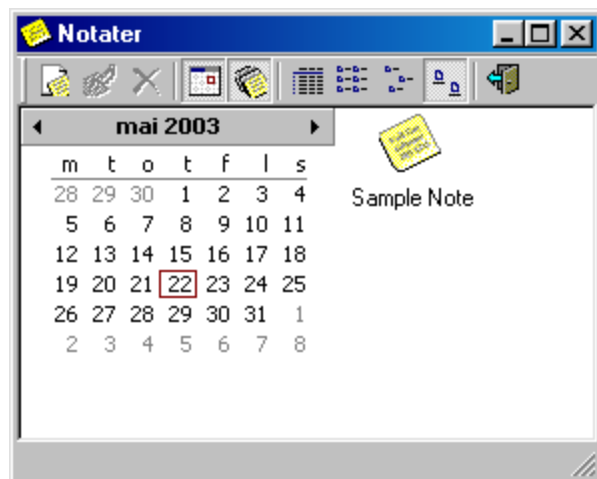 Notater
mai 2003
m t o t f l s
28 29 30 1 2 3 4
5 6 7 8 9 10 11
12 13 14 15 16 17 18
19 20 21 22 23 24 25
26 27 28 29 30 31 1
2 3 4 5 6 7 8
Sample Note